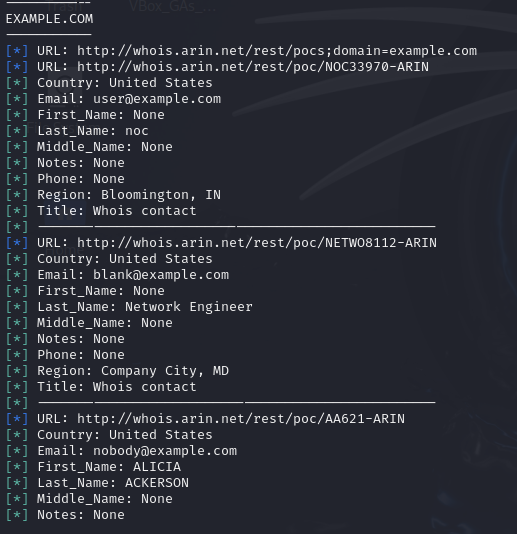 Trash
VBox_GAs_...
----------
EXAMPLE.COM
----------
[*] URL: http://whois.arin.net/rest/pocs;domain=example.com
[*] URL: http://whois.arin.net/rest/poc/NOC33970-ARIN
[*] Country: United States
[*] Email: user@example.com
[*] First_Name: None
[*] Last_Name: noc
[*] Middle_Name: None
[*] Notes: None
[*] Phone: None
[*] Region: Bloomington, IN
[*] Title: Whois contact
[*] --------------------------------------------------
[*] URL: http://whois.arin.net/rest/poc/NETWO8112-ARIN
[*] Country: United States
[*] Email: blank@example.com
[*] First_Name: None
[*] Last_Name: Network Engineer
[*] Middle_Name: None
[*] Notes: None
[*] Phone: None
[*] Region: Company City, MD
[*] Title: Whois contact
[*] --------------------------------------------------
[*] URL: http://whois.arin.net/rest/poc/AA621-ARIN
[*] Country: United States
[*] Email: nobody@example.com
[*] First_Name: ALICIA
[*] Last_Name: ACKERSON
[*] Middle_Name: None
[*] Notes: None